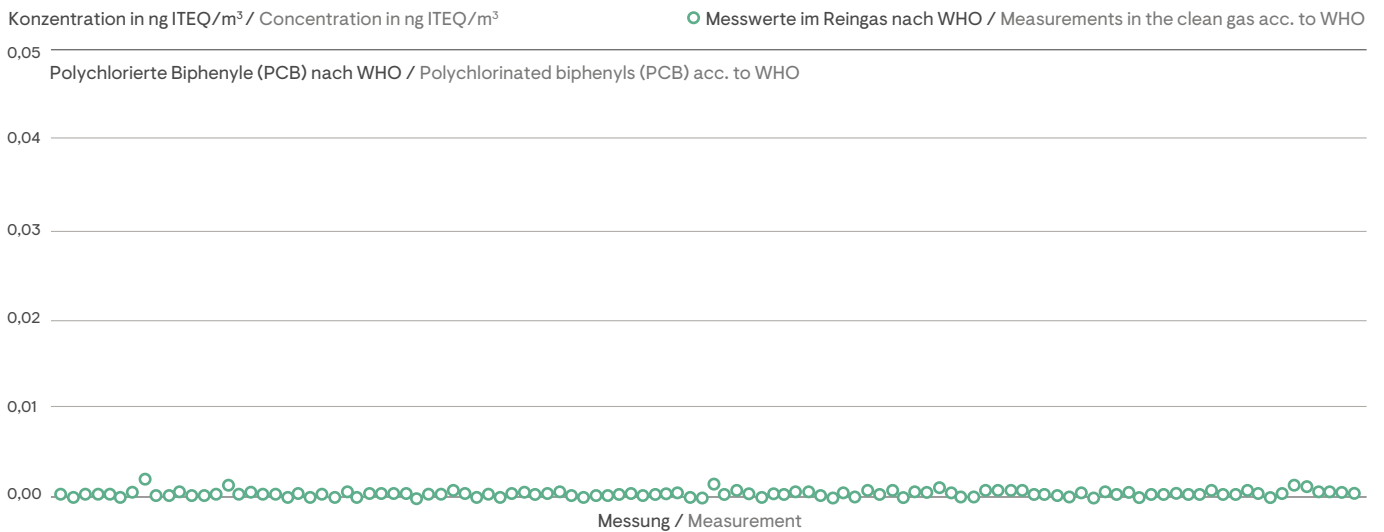 Konzentration in ng ITEQ/m³ / Concentration in ng ITEQ/m³
Messwerte im Reingas nach WHO / Measurements in the clean gas acc. to WHO
0,05
Polychlorierte Biphenyle (PCB) nach WHO / Polychlorinated biphenyls (PCB) acc. to WHO
0,04
0,03
0,02
0,01
0,00
Messung / Measurement